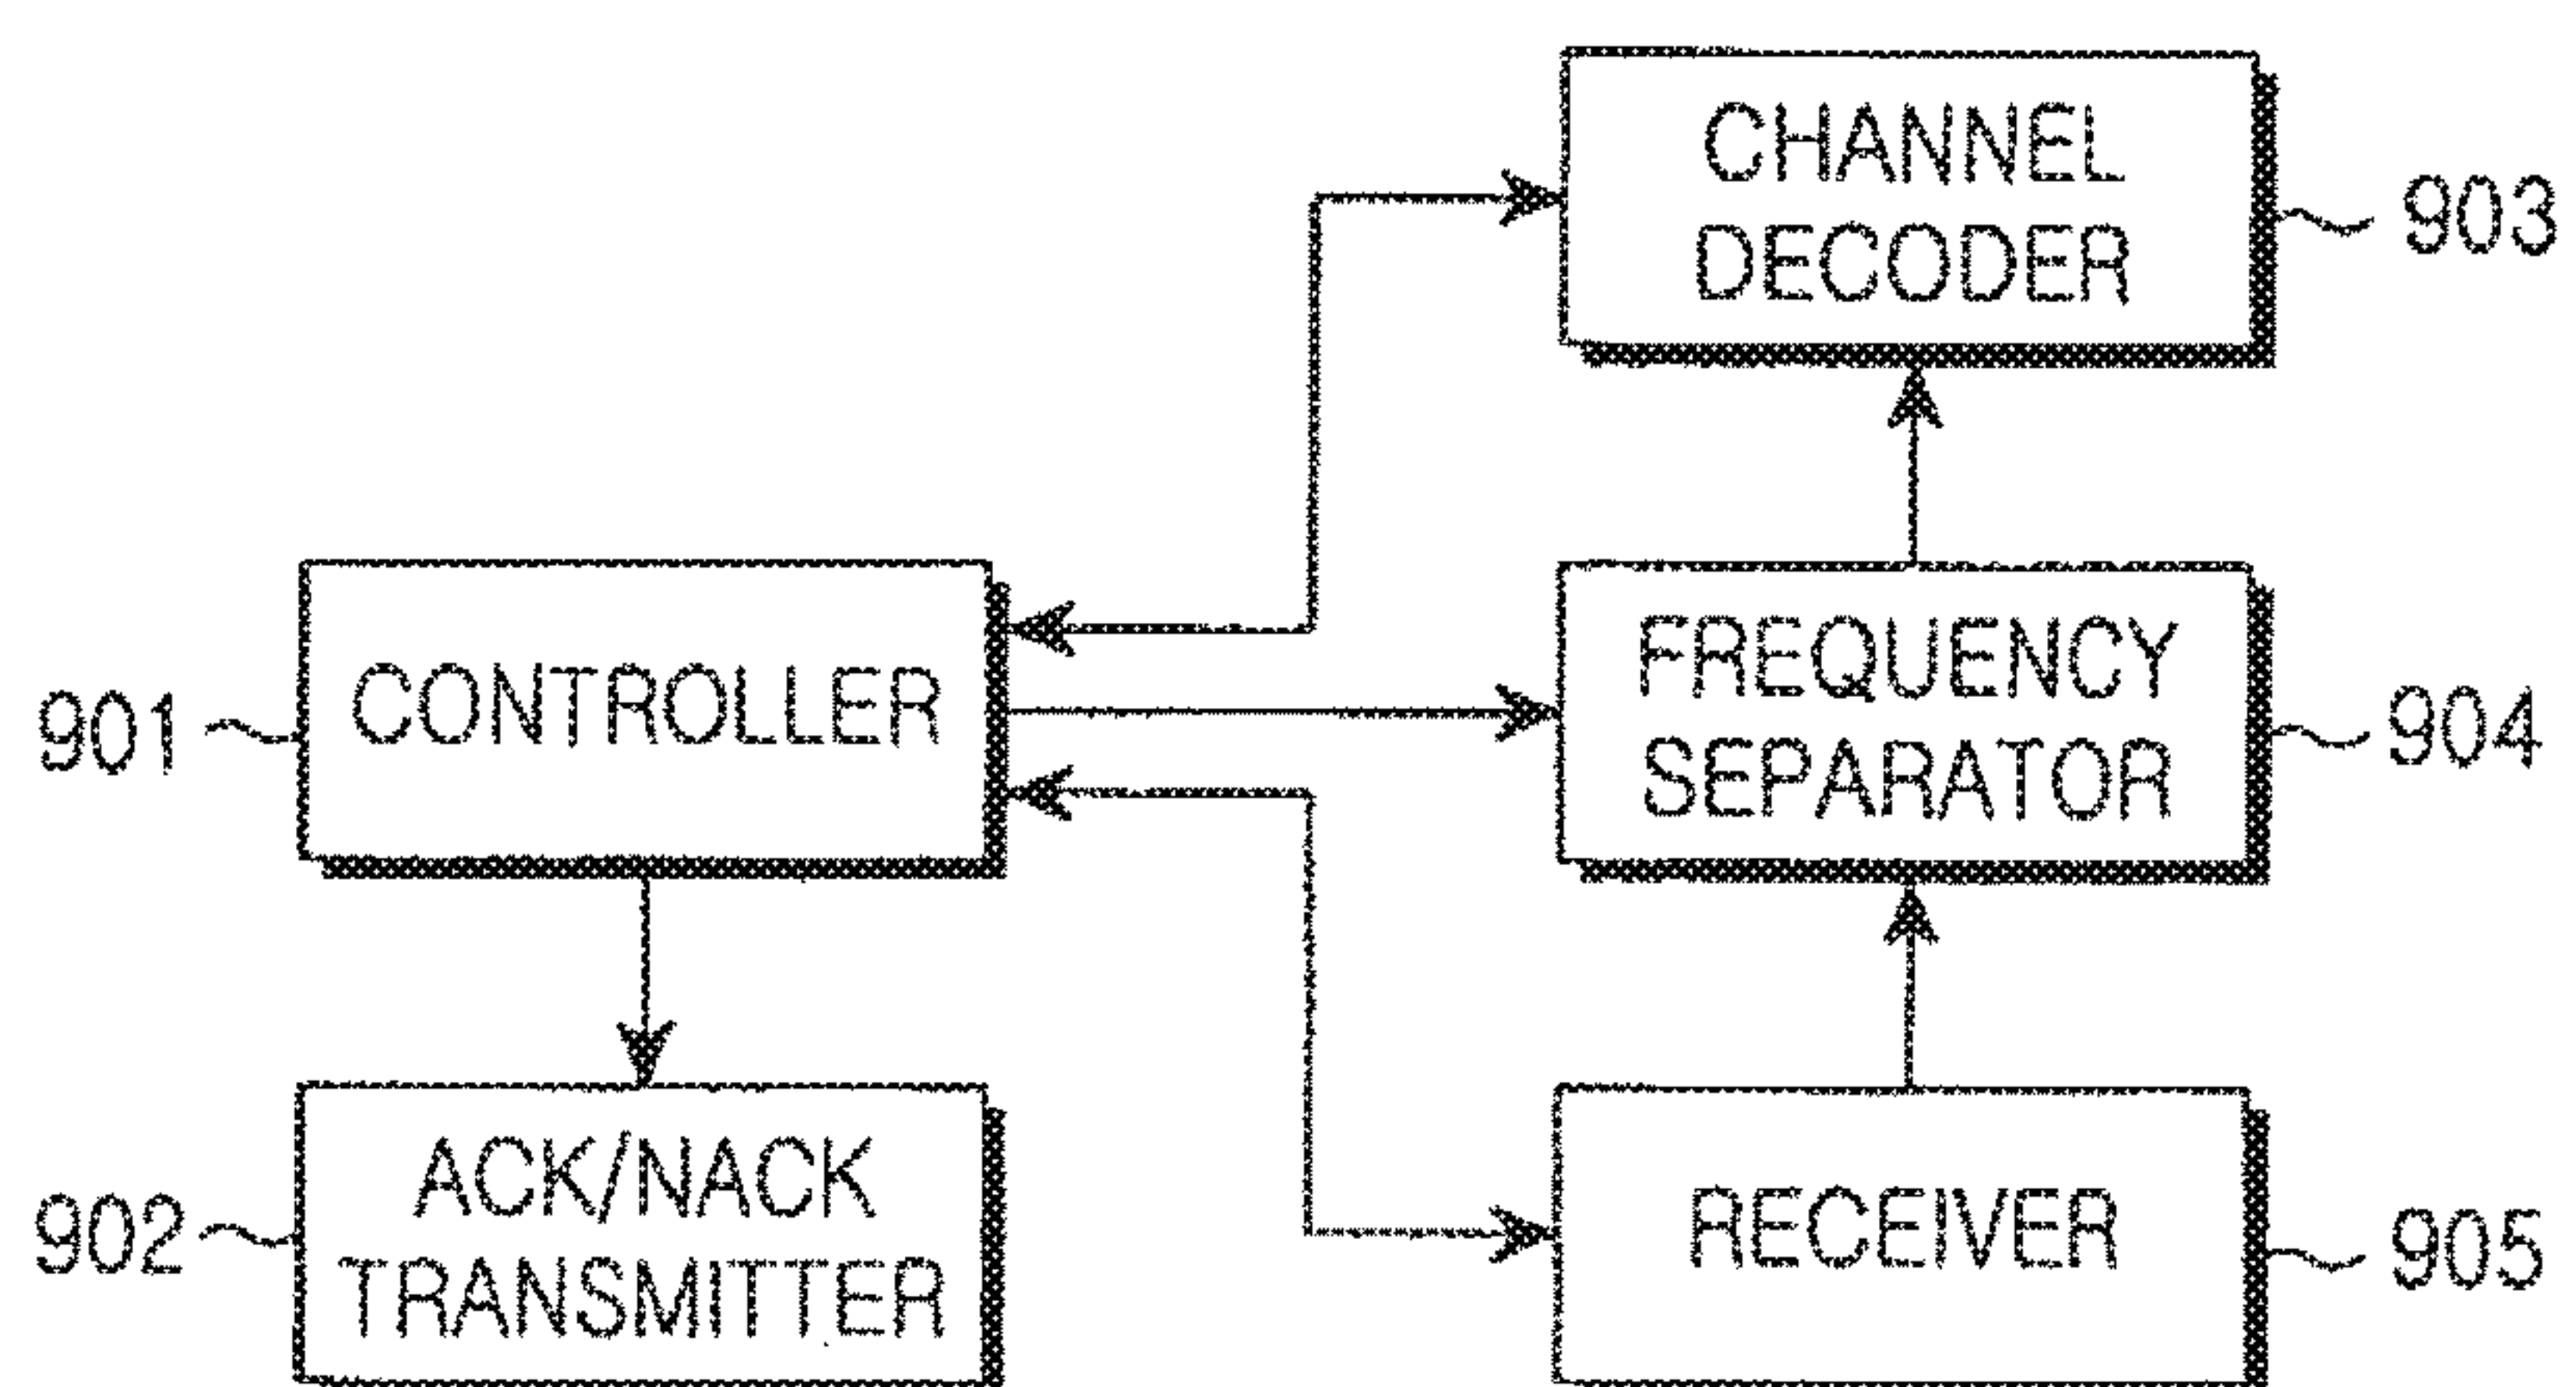 CHANNEL
DECODER
903
901
CONTROLLER
FREQUENCY
SEPARATOR
904
902
ACK/NACK
TRANSMITTER
RECEIVER
905